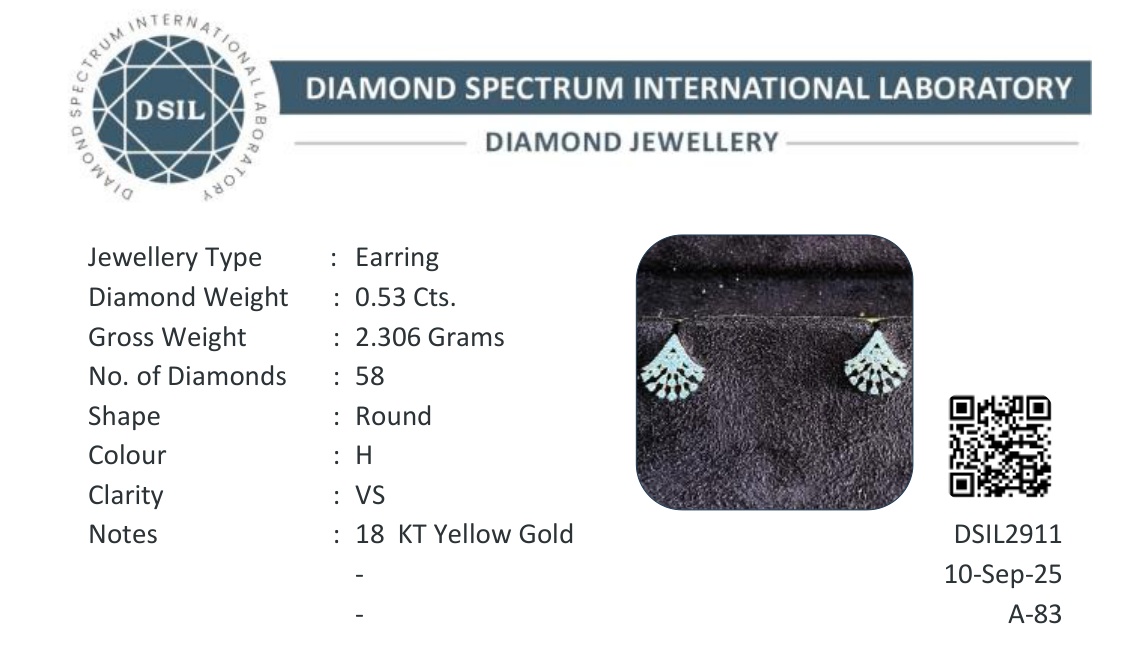 DIAMOND SPECTRUM INTERNATIONAL LABORATORY
DSIL
DIAMOND SPECTRUM INTERNATIONAL LABORATORY
DIAMOND JEWELLERY
Jewellery Type : Earring
Diamond Weight : 0.53 Cts.
Gross Weight : 2.306 Grams
No. of Diamonds : 58
Shape : Round
Colour : H
Clarity : VS
Notes : 18 KT Yellow Gold
-
-
DSIL2911
10-Sep-25
A-83